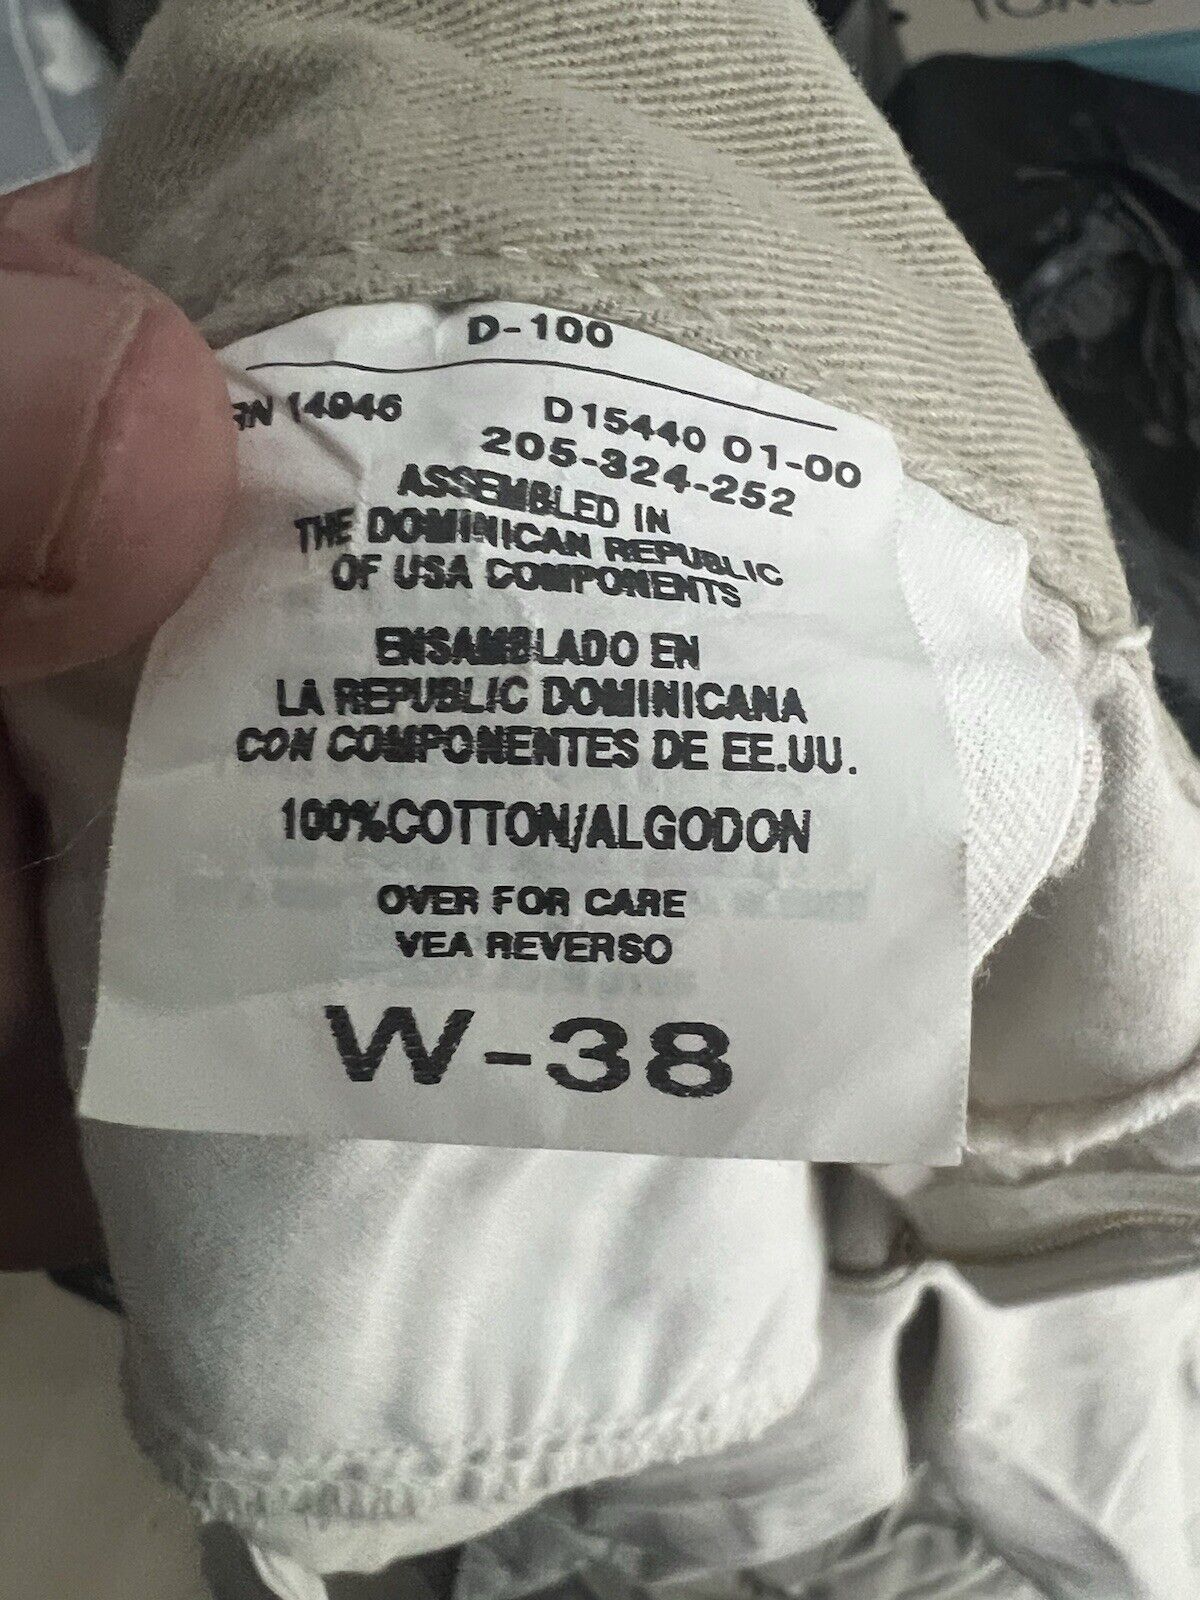 D-100
RN 14946
D15440 01-00
205-324-252
ASSEMBLED IN
THE DOMINICAN REPUBLIC
OF USA COMPONENTS
ENSAMBLADO EN
LA REPUBLIC DOMINICANA
CON COMPONENTES DE EE.UU.
100%COTTON/ALGODON
OVER FOR CARE
VEA REVERSO
W-38